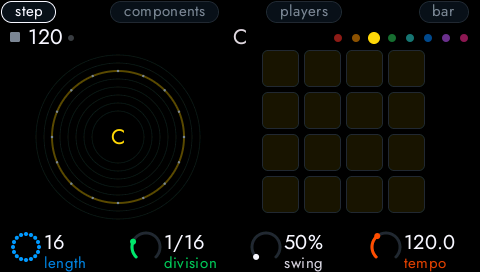 step components players bar
120 C
C
16 1/16 50% 120.0
length division swing tempo